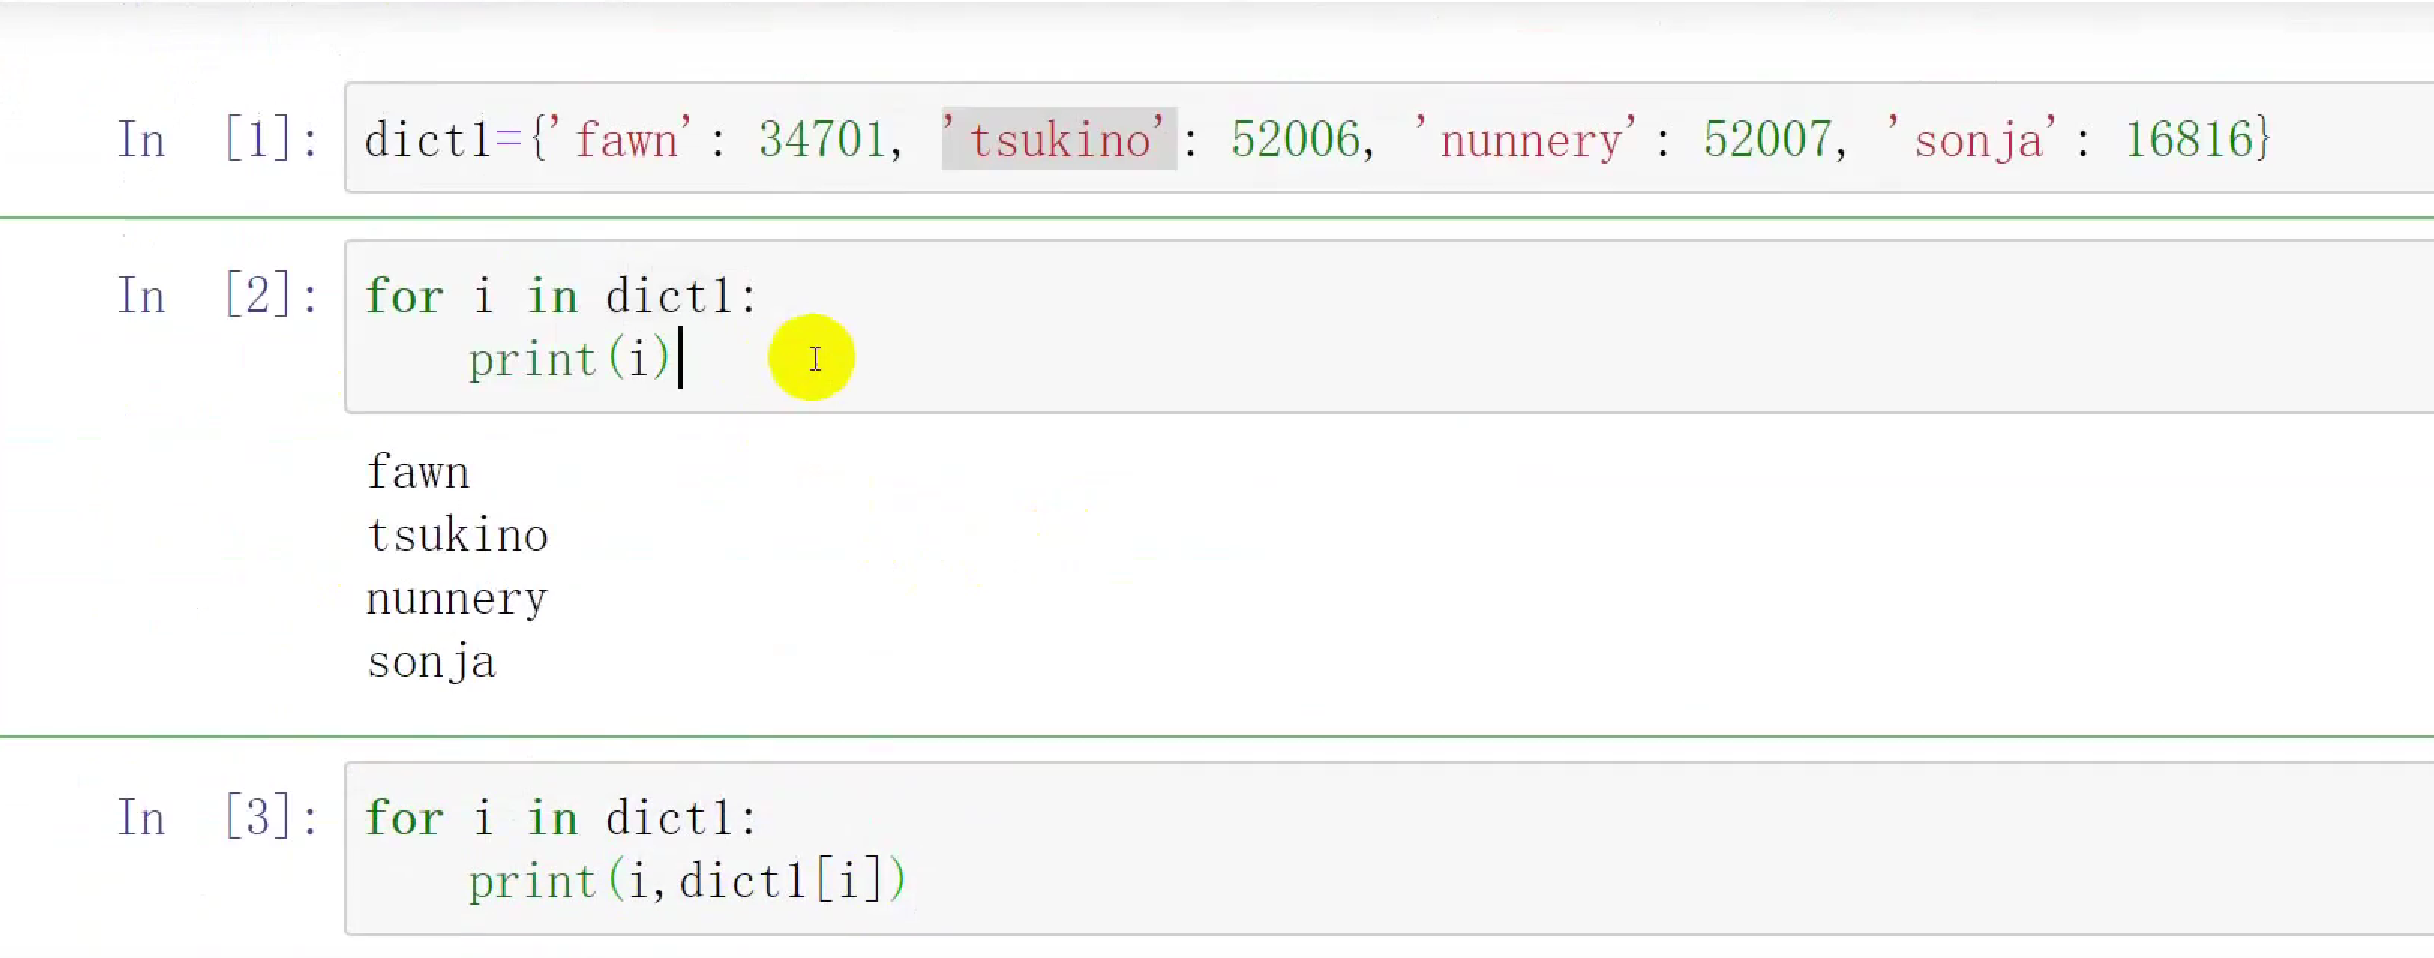 In [1]: dict1={'fawn': 34701, 'tsukino': 52006, 'nunnery': 52007, 'sonja': 16816}
In [2]: for i in dict1:
    print(i)
fawn
tsukino
nunnery
sonja
In [3]: for i in dict1:
    print(i,dict1[i])